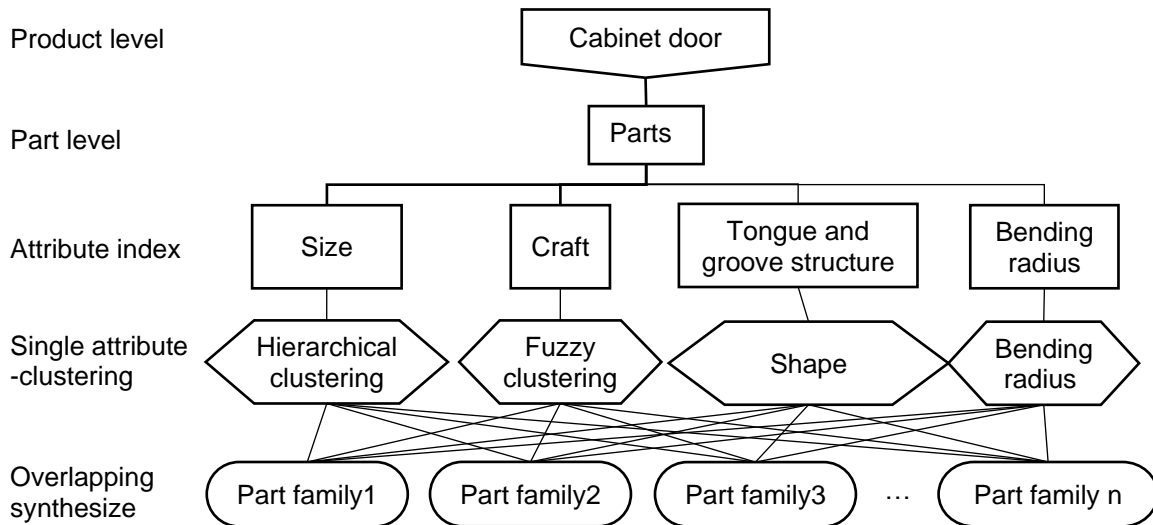 Product level
Cabinet door
Part level
Parts
Attribute index
Size
Craft
Tongue and
groove structure
Bending
radius
Single attribute
-clustering
Hierarchical
clustering
Fuzzy
clustering
Shape
Bending
radius
Overlapping
synthesize
Part family1
Part family2
Part family3
...
Part family n